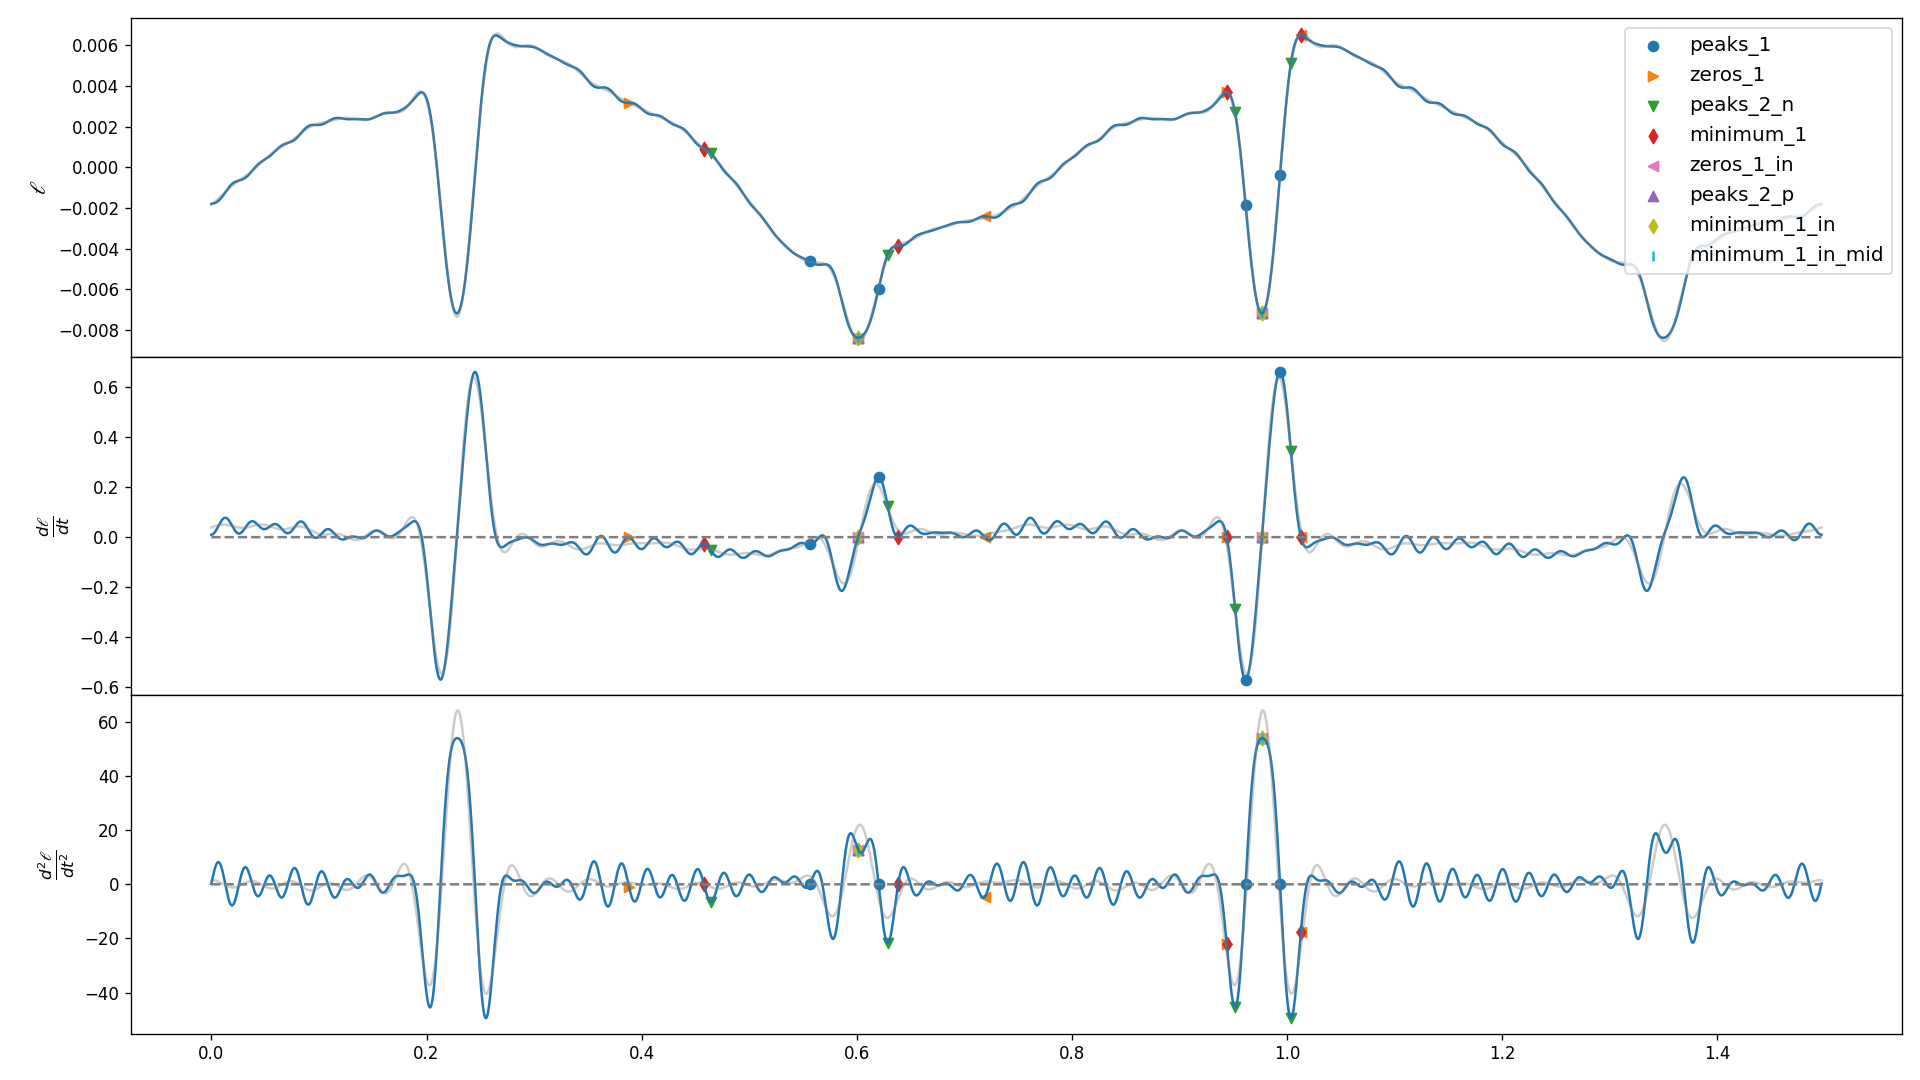 0.006
0.004
0.002
0.000
−0.002
−0.004
−0.006
−0.008
ℓ
peaks_1
zeros_1
peaks_2_n
minimum_1
zeros_1_in
peaks_2_p
minimum_1_in
minimum_1_in_mid
0.6
0.4
0.2
0.0
−0.2
−0.4
−0.6
dℓ
dt
60
40
20
0
−20
−40
d²ℓ
dt²
0.0 0.2 0.4 0.6 0.8 1.0 1.2 1.4